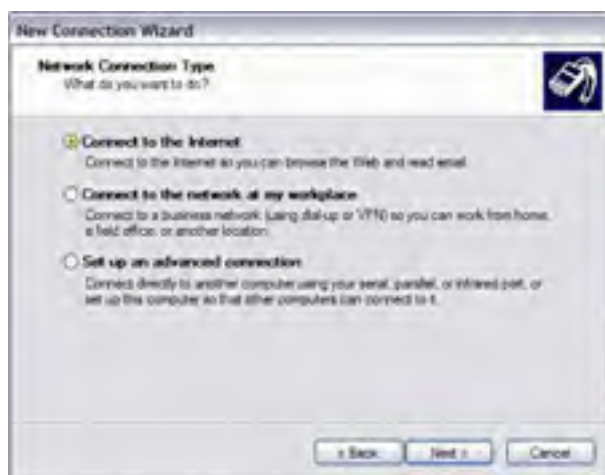 New Connection Wizard
Network Connection Type
What do you want to do?
Connect to the Internet
Connect to the Internet so you can browse the Web and read email.
Connect to the network at my workplace
Connect to a business network (using dial-up or VPN) so you can work from home,
a field office, or another location.
Set up an advanced connection
Connect directly to another computer using your serial, parallel, or infrared port, or
set up this computer so that other computers can connect to it.
< Back
Next >
Cancel